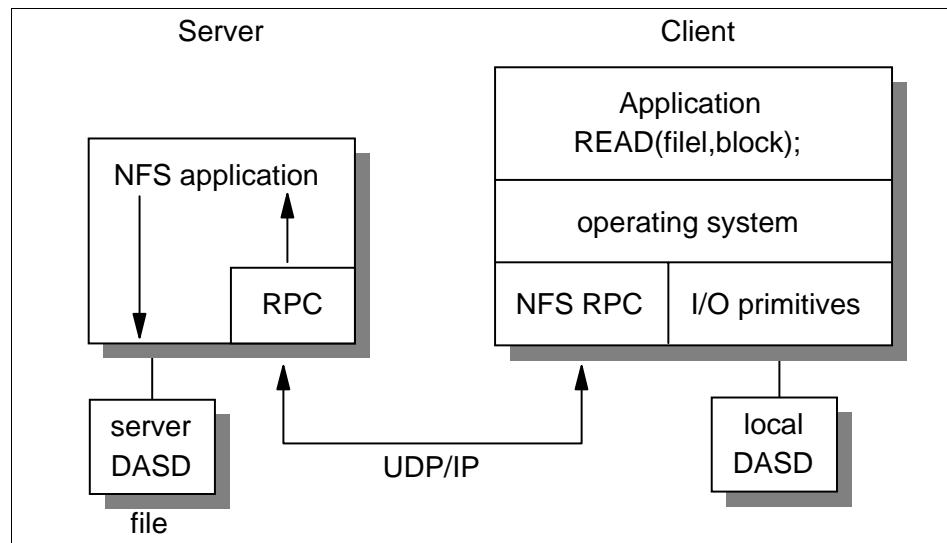 Server
NFS application
RPC
server
DASD
file
UDP/IP
Client
Application
READ(filel,block);
operating system
NFS RPC
I/O primitives
local
DASD